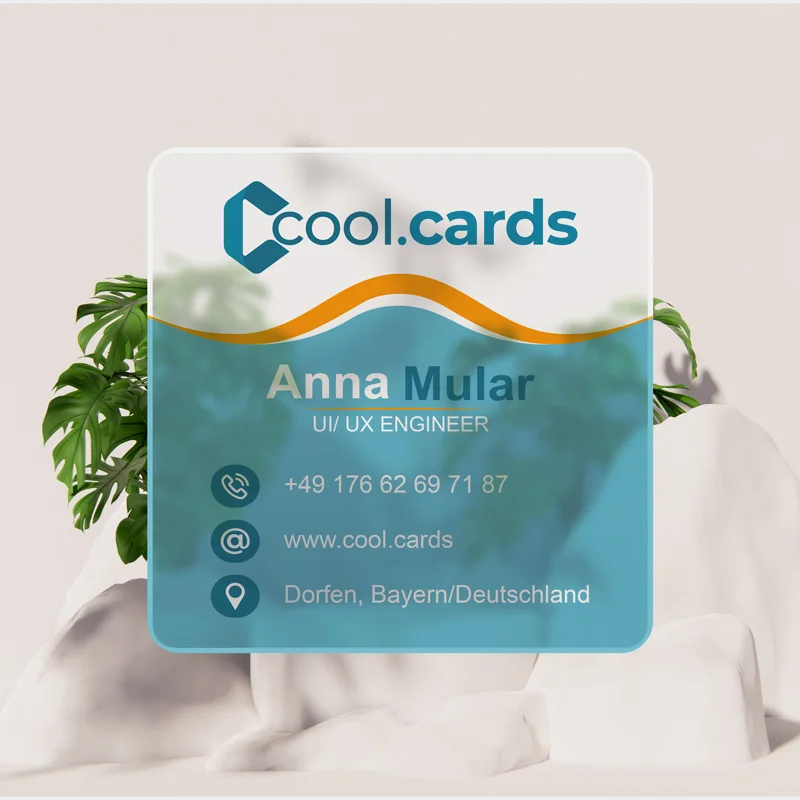 cool.cards
Anna Mular
UI/ UX ENGINEER
+49 176 62 69 71 87
www.cool.cards
Dorfen, Bayern/Deutschland